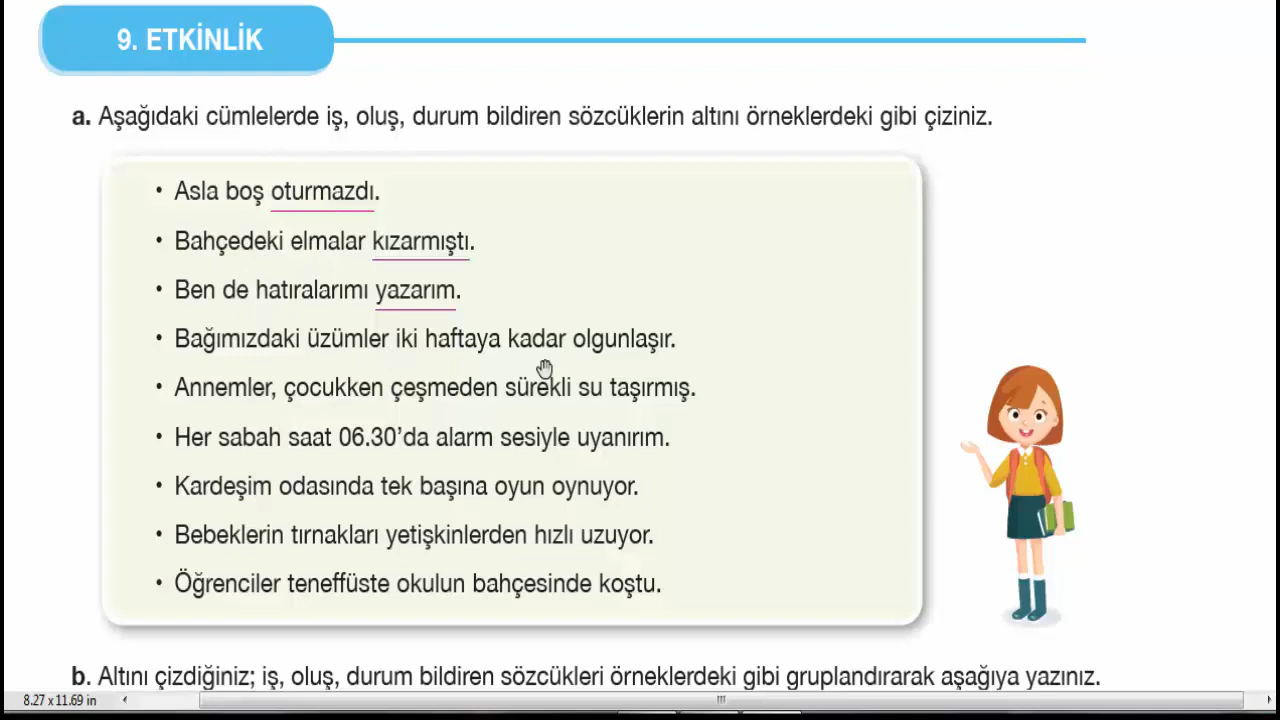 9. ETKİNLİK
a. Aşağıdaki cümlelerde iş, oluş, durum bildiren sözcüklerin altını örneklerdeki gibi çiziniz.
• Asla boş oturmazdı.
• Bahçedeki elmalar kızarmıştı.
• Ben de hatıralarımı yazarım.
• Bağımızdaki üzümler iki haftaya kadar olgunlaşır.
• Annemler, çocukken çeşmeden sürekli su taşırmış.
• Her sabah saat 06.30’da alarm sesiyle uyanırım.
• Kardeşim odasında tek başına oyun oynuyor.
• Bebeklerin tırnakları yetişkinlerden hızlı uzuyor.
• Öğrenciler teneffüste okulun bahçesinde koştu.
b. Altını çizdiğiniz; iş, oluş, durum bildiren sözcükleri örneklerdeki gibi gruplandırarak aşağıya yazınız.
8.27 x 11.69 in